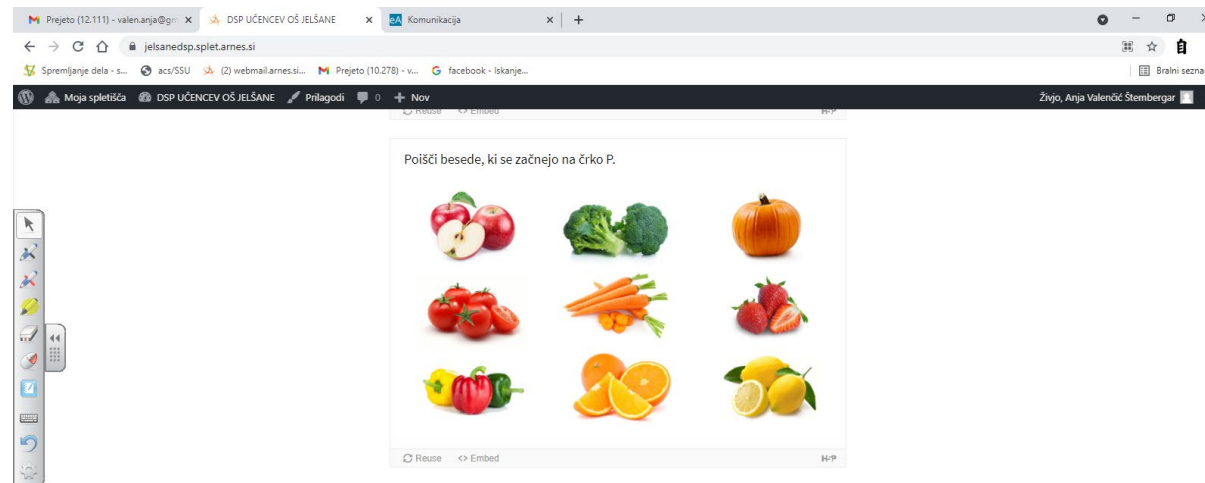 Prejeto (12.111) - valen.anja@gm
DSP UČENCEV OŠ JELŠANE
eA Komunikacija
jelsanedsp.splet.arnes.si
Spremljanje dela - s...
acs/SSU
(2) webmail.arnes.si...
Prejeto (10.278) - v...
facebook - Iskanje...
Bralni sezna
Moja spletišča
DSP UČENCEV OŠ JELŠANE
Prilagodi
0
Nov
Živjo, Anja Valenčić Štembergar
Reuse
Embed
H-P
Poišči besede, ki se začnejo na črko P.
Reuse
<> Embed
H-P